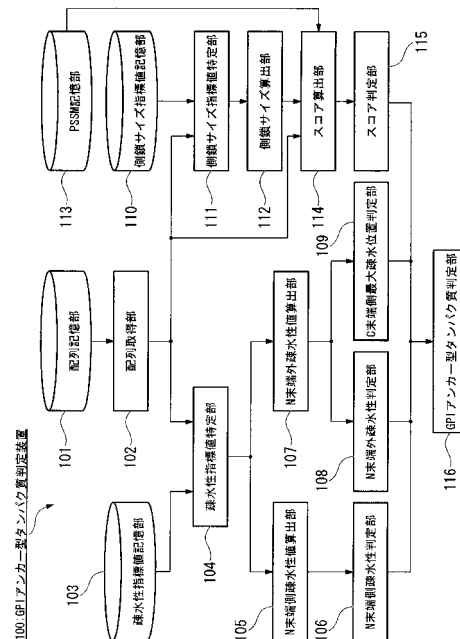 100:GPIアンカー型タンパク質判定装置
疎水性指標値記憶部
103
配列記憶部
101
配列取得部
102
PSSM記憶部
113
側鎖サイズ指標値記憶部
110
側鎖サイズ指標値特定部
111
側鎖サイズ算出部
112
スコア算出部
114
スコア判定部
115
疎水性指標値特定部
104
N末端側疎水性値算出部
105
N末端側疎水性判定部
106
N末端外疎水性値算出部
107
N末端外疎水性判定部
108
C末端側最大疎水位置判定部
109
GPIアンカー型タンパク質判定部
116